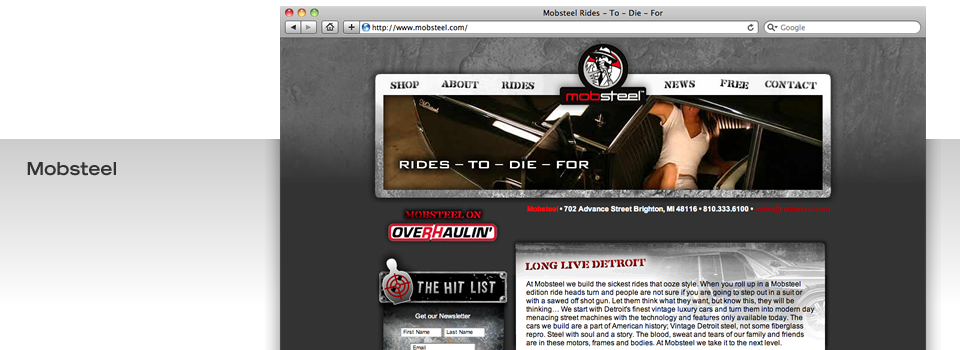 Mobsteel Rides – To – Die – For
http://www.mobsteel.com/
Google
SHOP ABOUT RIDES NEWS FREE CONTACT
mobsteel™
RIDES – TO – DIE – FOR
Mobsteel
Mobsteel • 702 Advance Street Brighton, MI 48116 • 810.333.6100 •
MOBSTEEL ON
OVERHAULIN'
LONG LIVE DETROIT
At Mobsteel we build the sickest rides that ooze style. When you roll up in a Mobsteel
edition ride heads turn and people are not sure if you are going to step out in a suit or
with a sawed off shot gun. Let them think what they want, but know this, they will be
thinking… We start with Detroit's finest vintage luxury cars and turn them into modern day
menacing street machines with the technology and features only available today. The
cars we build are a part of American history; Vintage Detroit steel, not some fiberglass
repro. Steel with soul and a story. The blood, sweat and tears of our family and friends
are in these motors, frames and bodies. At Mobsteel we take it to the next level.
THE HIT LIST
Get our Newsletter
First Name Last Name
Email